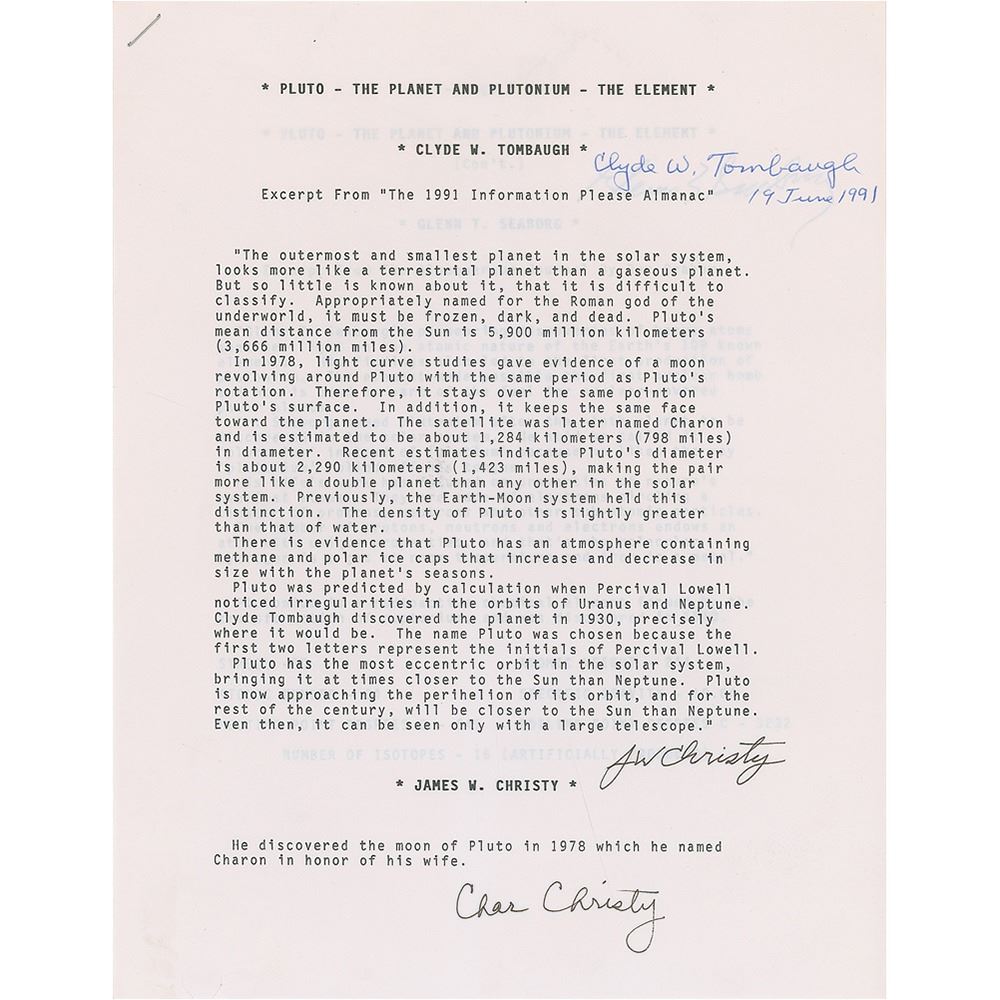 * PLUTO - THE PLANET AND PLUTONIUM - THE ELEMENT *
* CLYDE W. TOMBAUGH *
Clyde W. Tombaugh
19 June 1991
Excerpt From "The 1991 Information Please Almanac"
"The outermost and smallest planet in the solar system,
looks more like a terrestrial planet than a gaseous planet.
But so little is known about it, that it is difficult to
classify. Appropriately named for the Roman god of the
underworld, it must be frozen, dark, and dead. Pluto's
mean distance from the Sun is 5,900 million kilometers
(3,666 million miles).
In 1978, light curve studies gave evidence of a moon
revolving around Pluto with the same period as Pluto's
rotation. Therefore, it stays over the same point on
Pluto's surface. In addition, it keeps the same face
toward the planet. The satellite was later named Charon
and is estimated to be about 1,284 kilometers (798 miles)
in diameter. Recent estimates indicate Pluto's diameter
is about 2,290 kilometers (1,423 miles), making the pair
more like a double planet than any other in the solar
system. Previously, the Earth-Moon system held this
distinction. The density of Pluto is slightly greater
than that of water.
There is evidence that Pluto has an atmosphere containing
methane and polar ice caps that increase and decrease in
size with the planet's seasons.
Pluto was predicted by calculation when Percival Lowell
noticed irregularities in the orbits of Uranus and Neptune.
Clyde Tombaugh discovered the planet in 1930, precisely
where it would be. The name Pluto was chosen because the
first two letters represent the initials of Percival Lowell.
Pluto has the most eccentric orbit in the solar system,
bringing it at times closer to the Sun than Neptune. Pluto
is now approaching the perihelion of its orbit, and for the
rest of the century, will be closer to the Sun than Neptune.
Even then, it can be seen only with a large telescope."
JW Christy
* JAMES W. CHRISTY *
He discovered the moon of Pluto in 1978 which he named
Charon in honor of his wife.
Char Christy